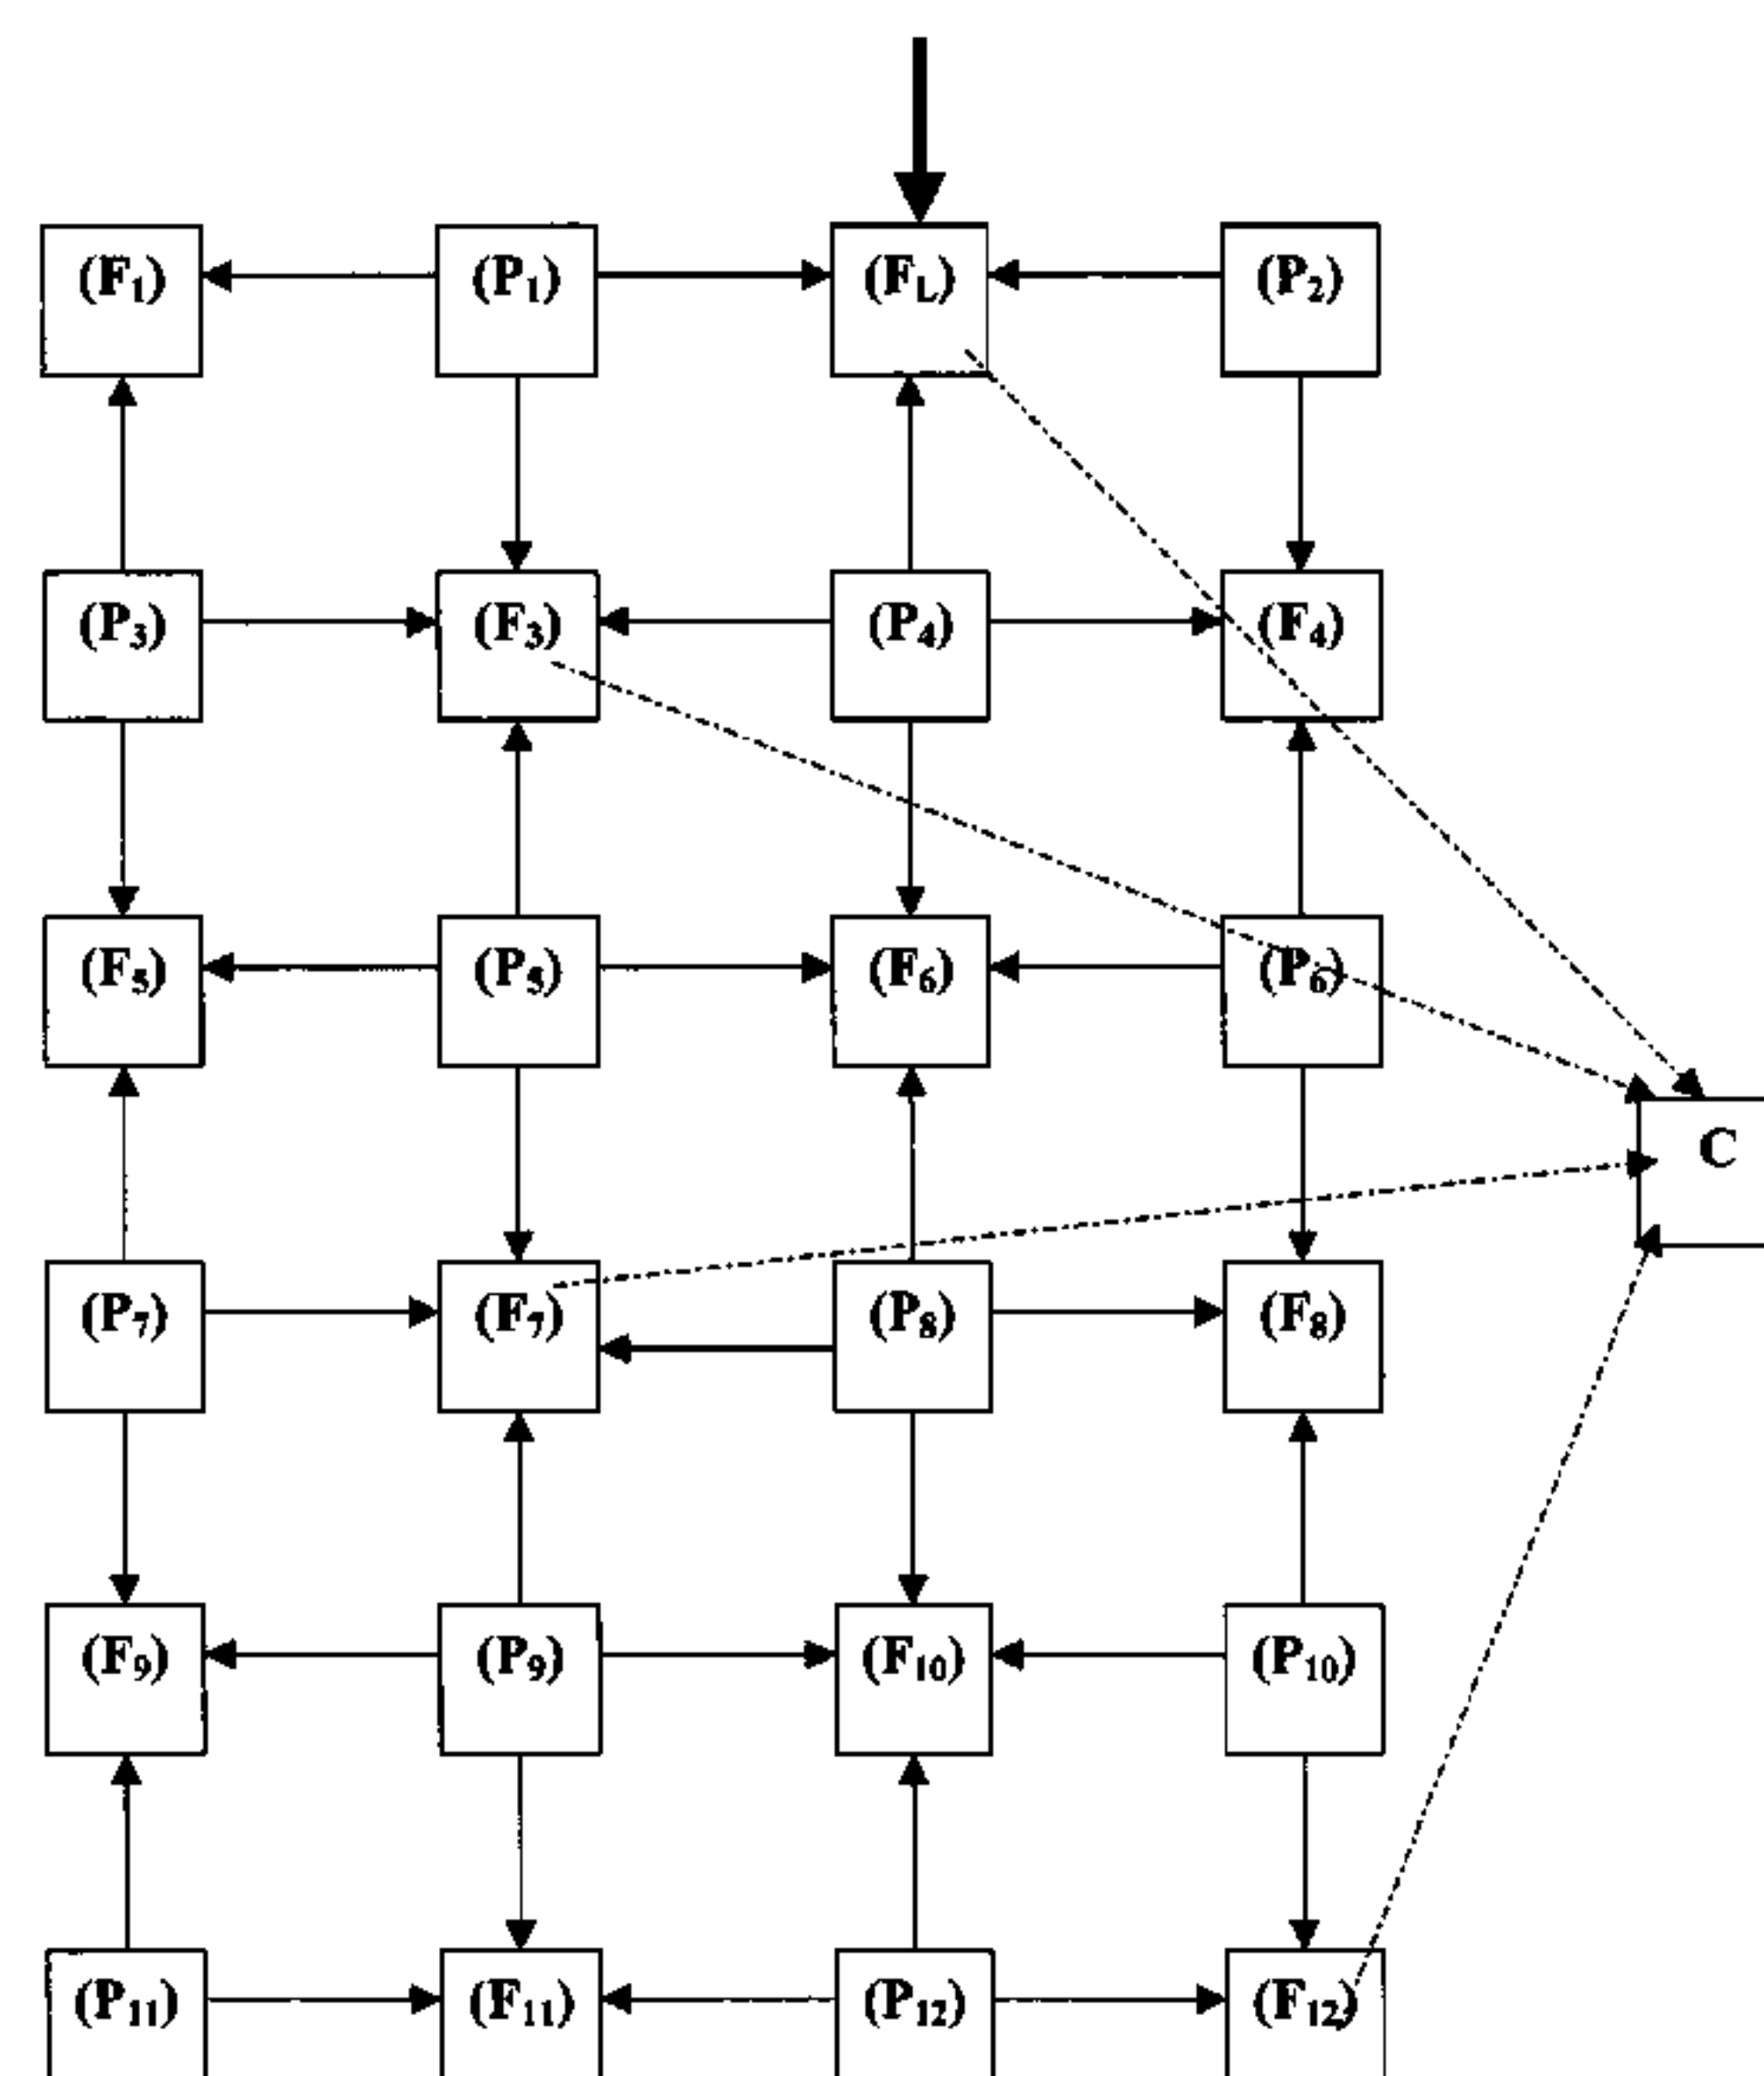 (F₁) (P₁) (F_L) (P₂)
(P₃) (F₃) (P₄) (F₄)
(F₅) (P₅) (F₆) (P₆)
C
(P₇) (F₇) (P₈) (F₈)
(F₉) (P₉) (F₁₀) (P₁₀)
(P₁₁) (F₁₁) (P₁₂) (F₁₂)